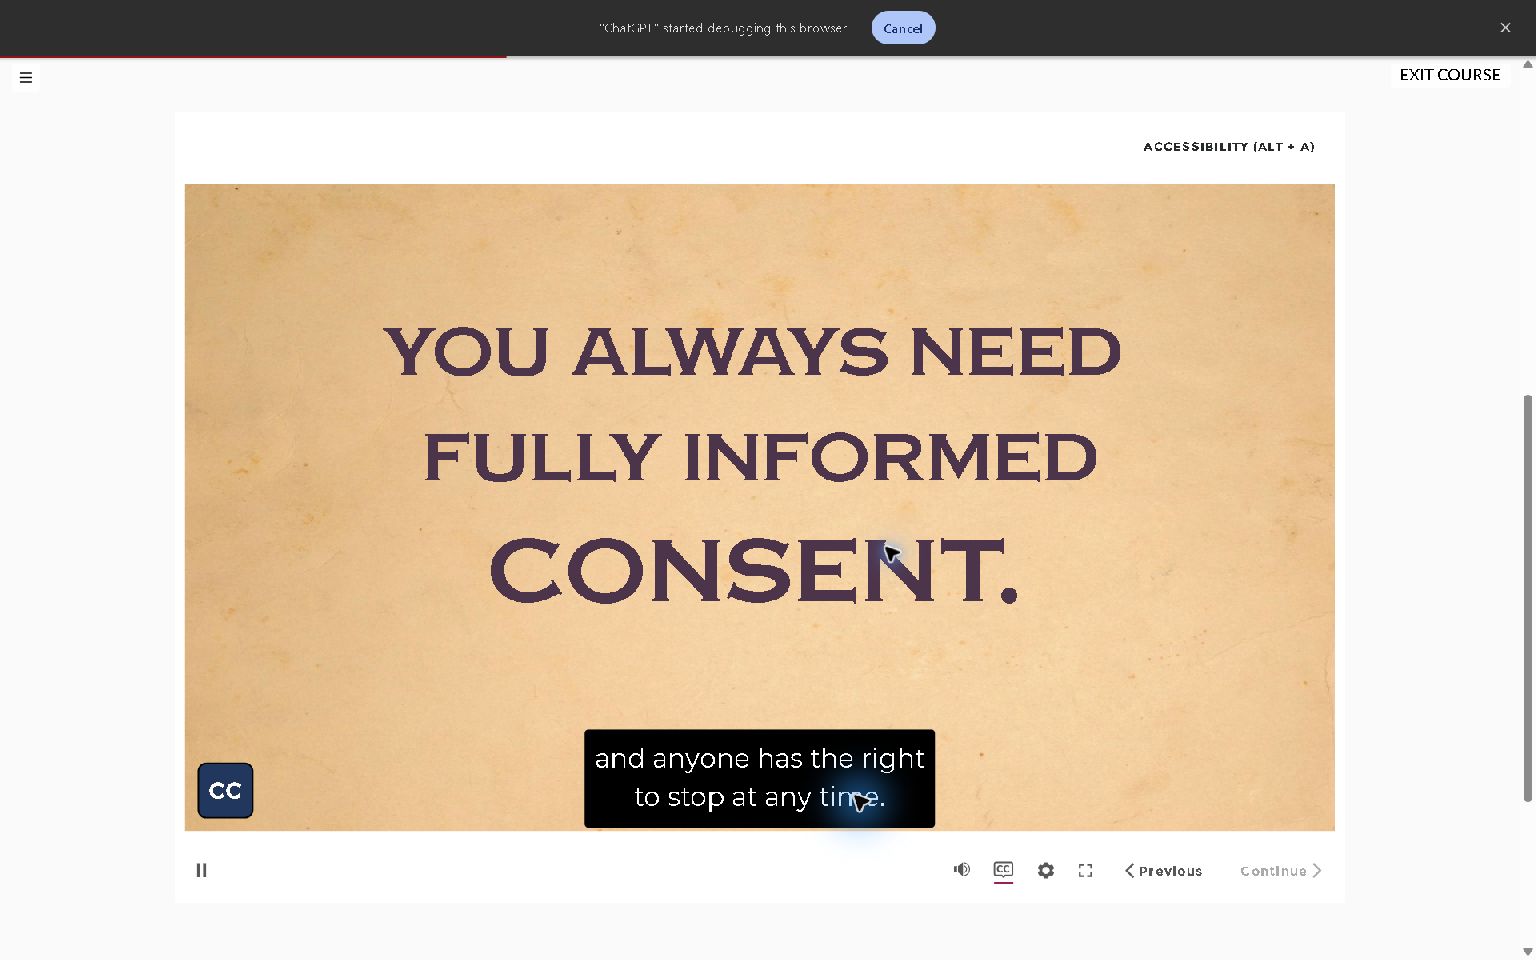 "ChatGPT" started debugging this browser
Cancel
EXIT COURSE
ACCESSIBILITY (ALT + A)
YOU ALWAYS NEED
FULLY INFORMED
CONSENT.
and anyone has the right
to stop at any time.
CC
CC
Previous
Continue